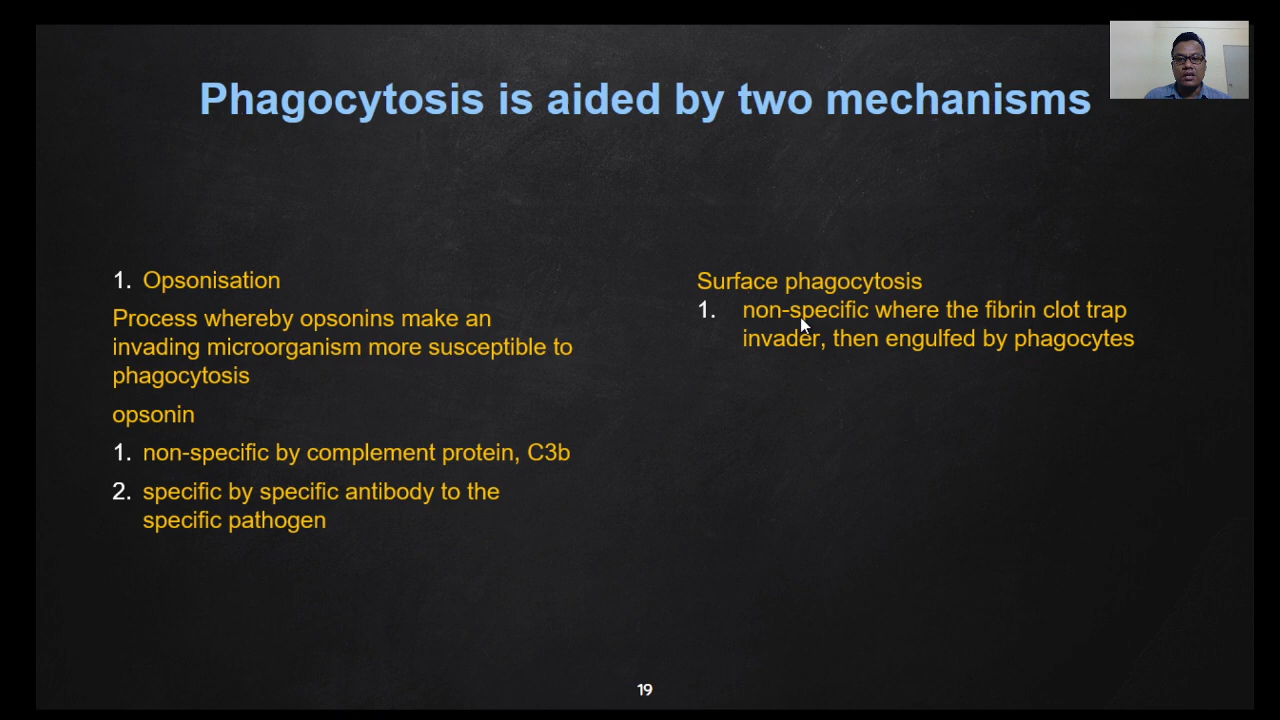 Phagocytosis is aided by two mechanisms
1. Opsonisation
Process whereby opsonins make an
invading microorganism more susceptible to
phagocytosis
opsonin
1. non-specific by complement protein, C3b
2. specific by specific antibody to the
specific pathogen
Surface phagocytosis
1. non-specific where the fibrin clot trap
invader, then engulfed by phagocytes
19